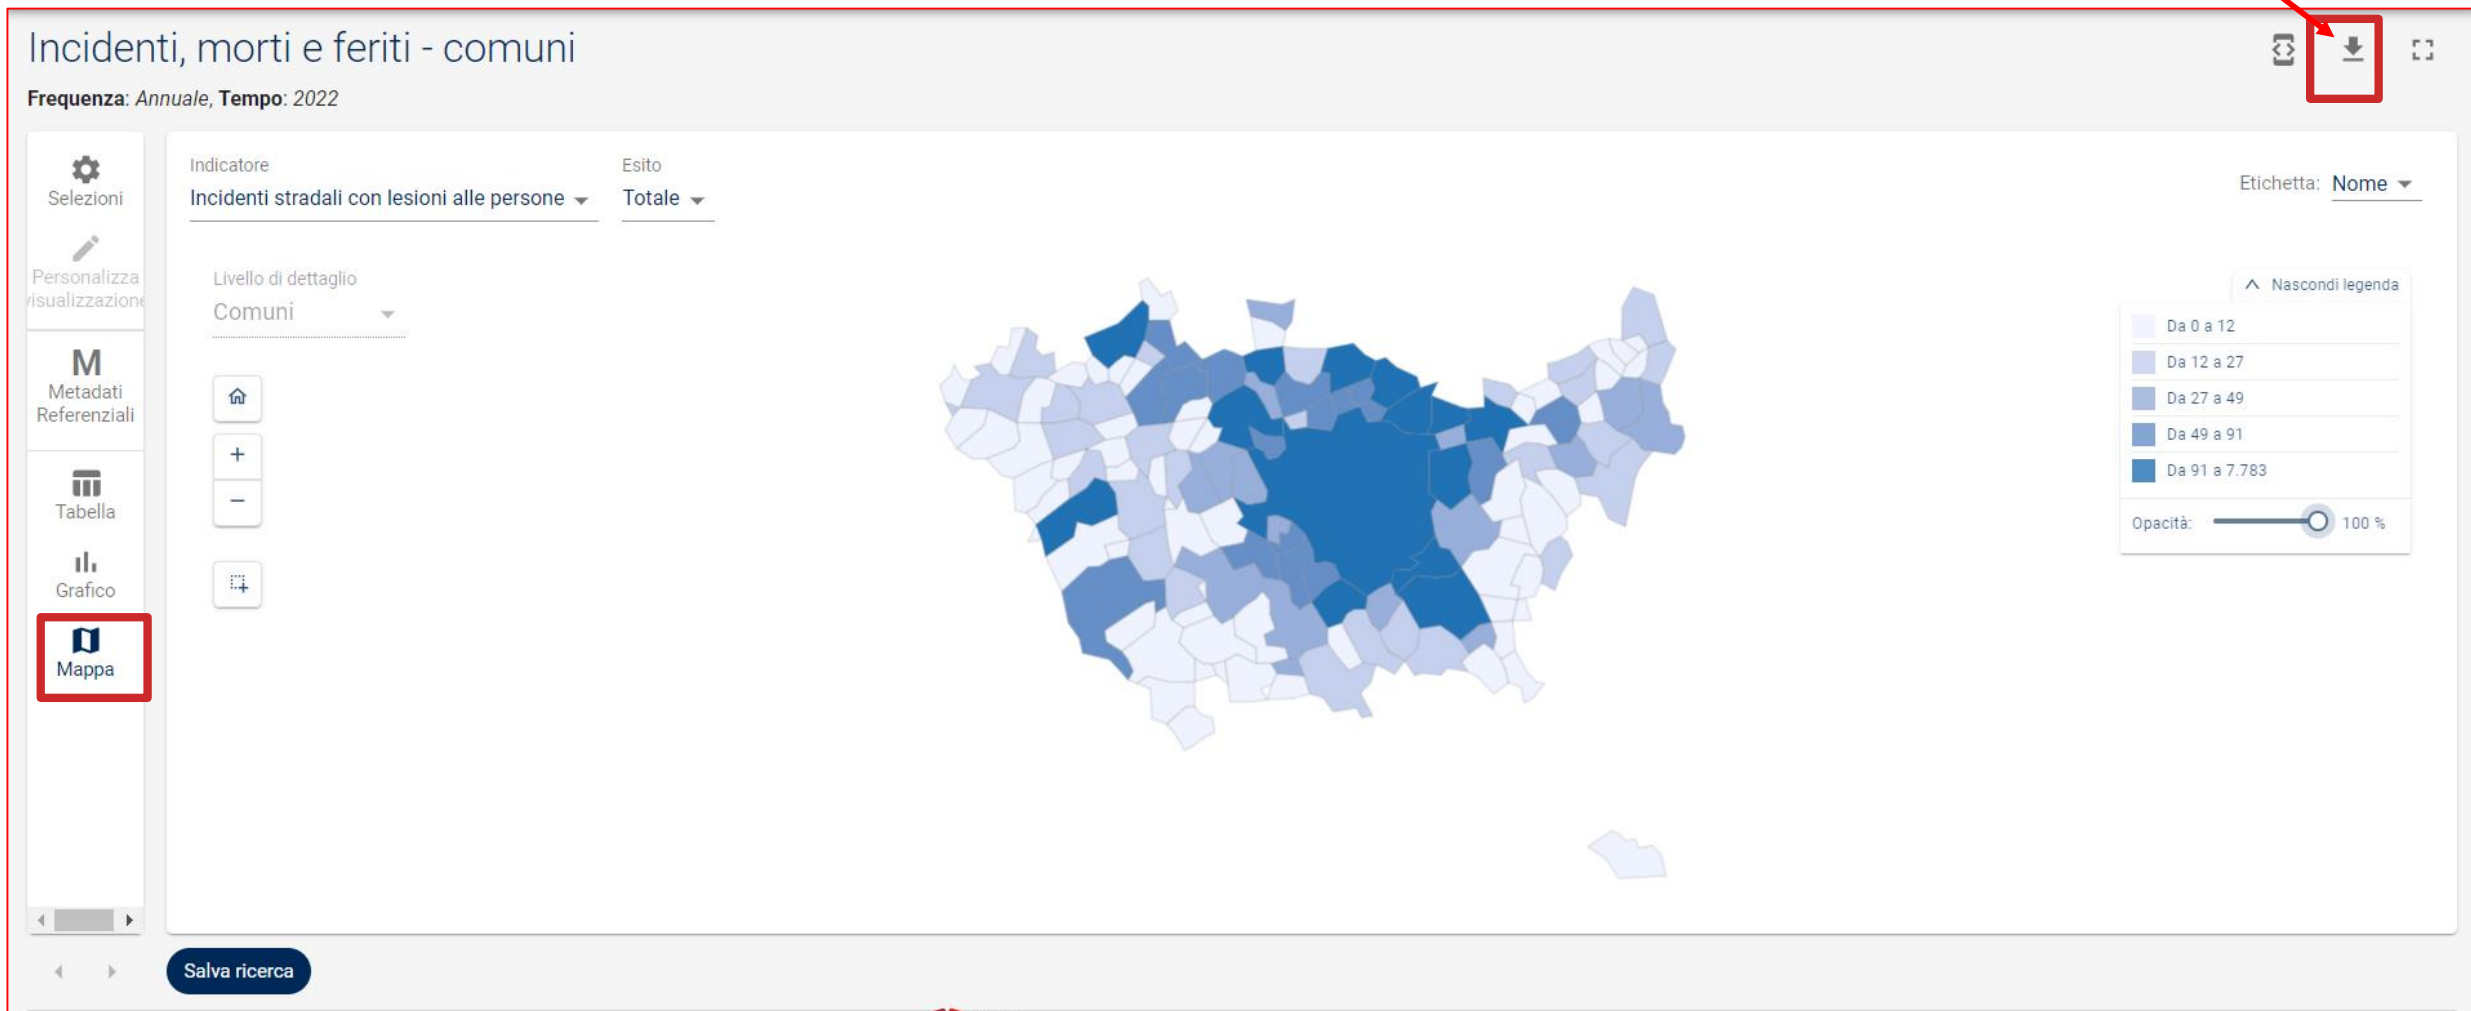 Incidenti, morti e feriti - comuni
Frequenza: Annuale, Tempo: 2022
Selezioni
Personalizza
visualizzazione
M
Metadati
Referenziali
Tabella
Grafico
Mappa
Indicatore
Incidenti stradali con lesioni alle persone
Esito
Totale
Etichetta: Nome
Livello di dettaglio
Comuni
+
−
Nascondi legenda
Da 0 a 12
Da 12 a 27
Da 27 a 49
Da 49 a 91
Da 91 a 7.783
Opacità: 100 %
Salva ricerca